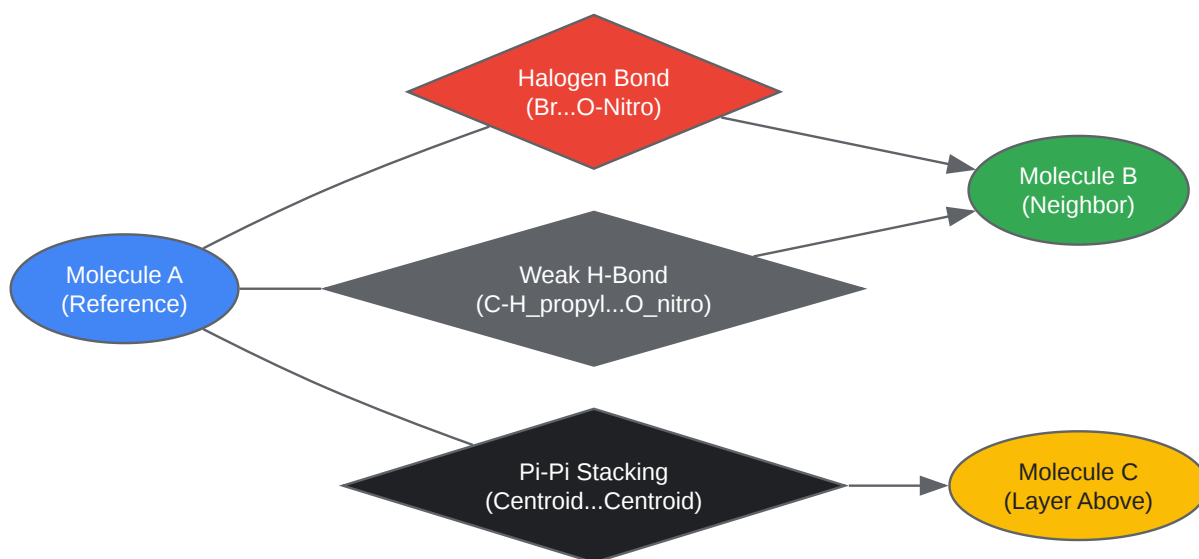 Halogen Bond
(Br...O-Nitro)
Molecule B
(Neighbor)
Molecule A
(Reference)
Weak H-Bond
(C-H_propyl...O_nitro)
Pi-Pi Stacking
(Centroid...Centroid)
Molecule C
(Layer Above)